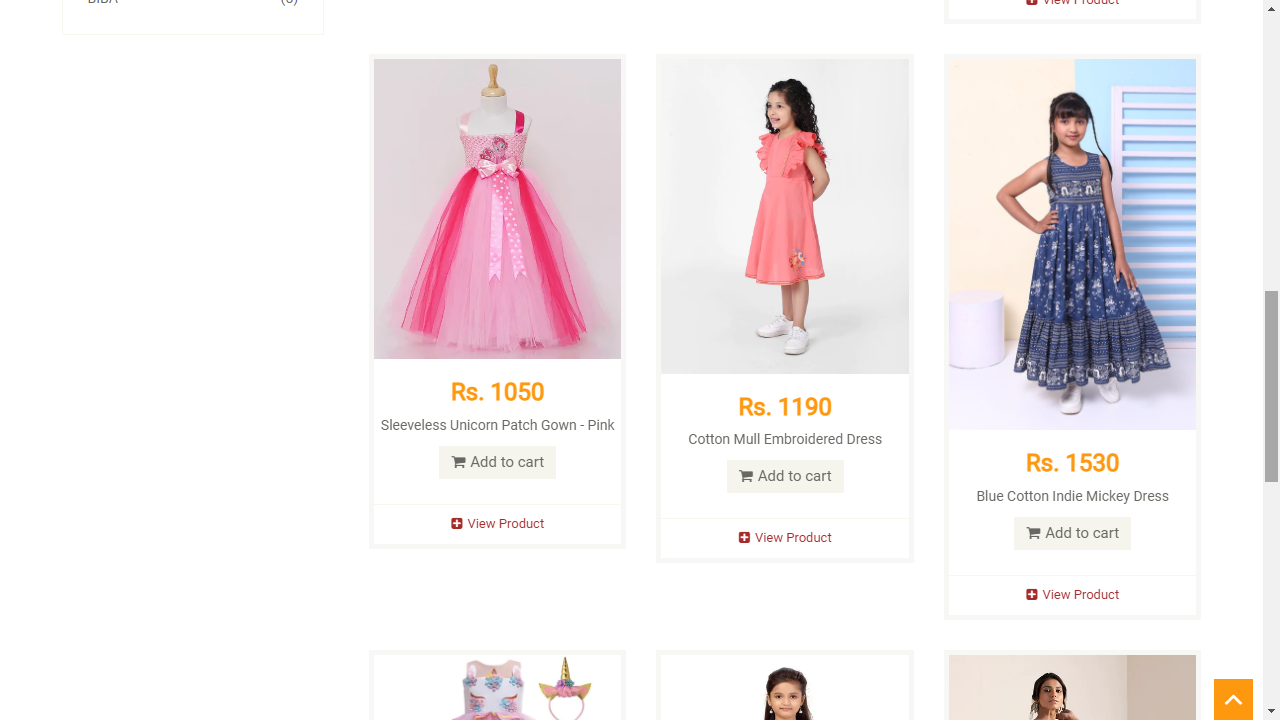 BIBA
View Product
Rs. 1050
Sleeveless Unicorn Patch Gown - Pink
Add to cart
View Product
Rs. 1190
Cotton Mull Embroidered Dress
Add to cart
View Product
Rs. 1530
Blue Cotton Indie Mickey Dress
Add to cart
View Product